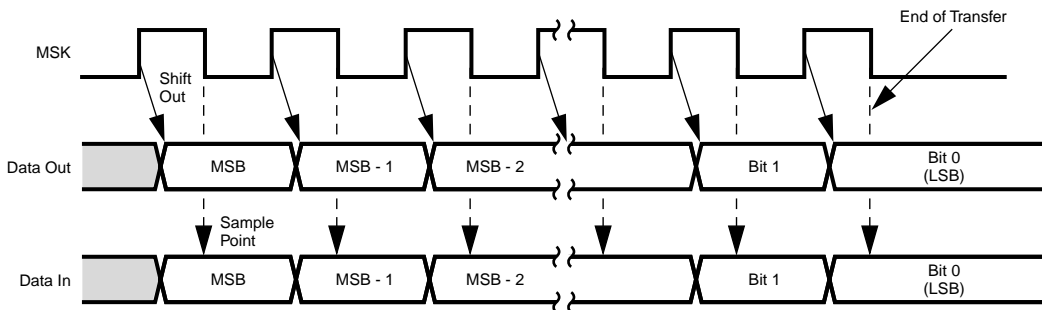 End of Transfer
MSK
Shift
Out
Data Out
MSB
MSB - 1
MSB - 2
Bit 1
Bit 0
(LSB)
Sample
Point
Data In
MSB
MSB - 1
MSB - 2
Bit 1
Bit 0
(LSB)